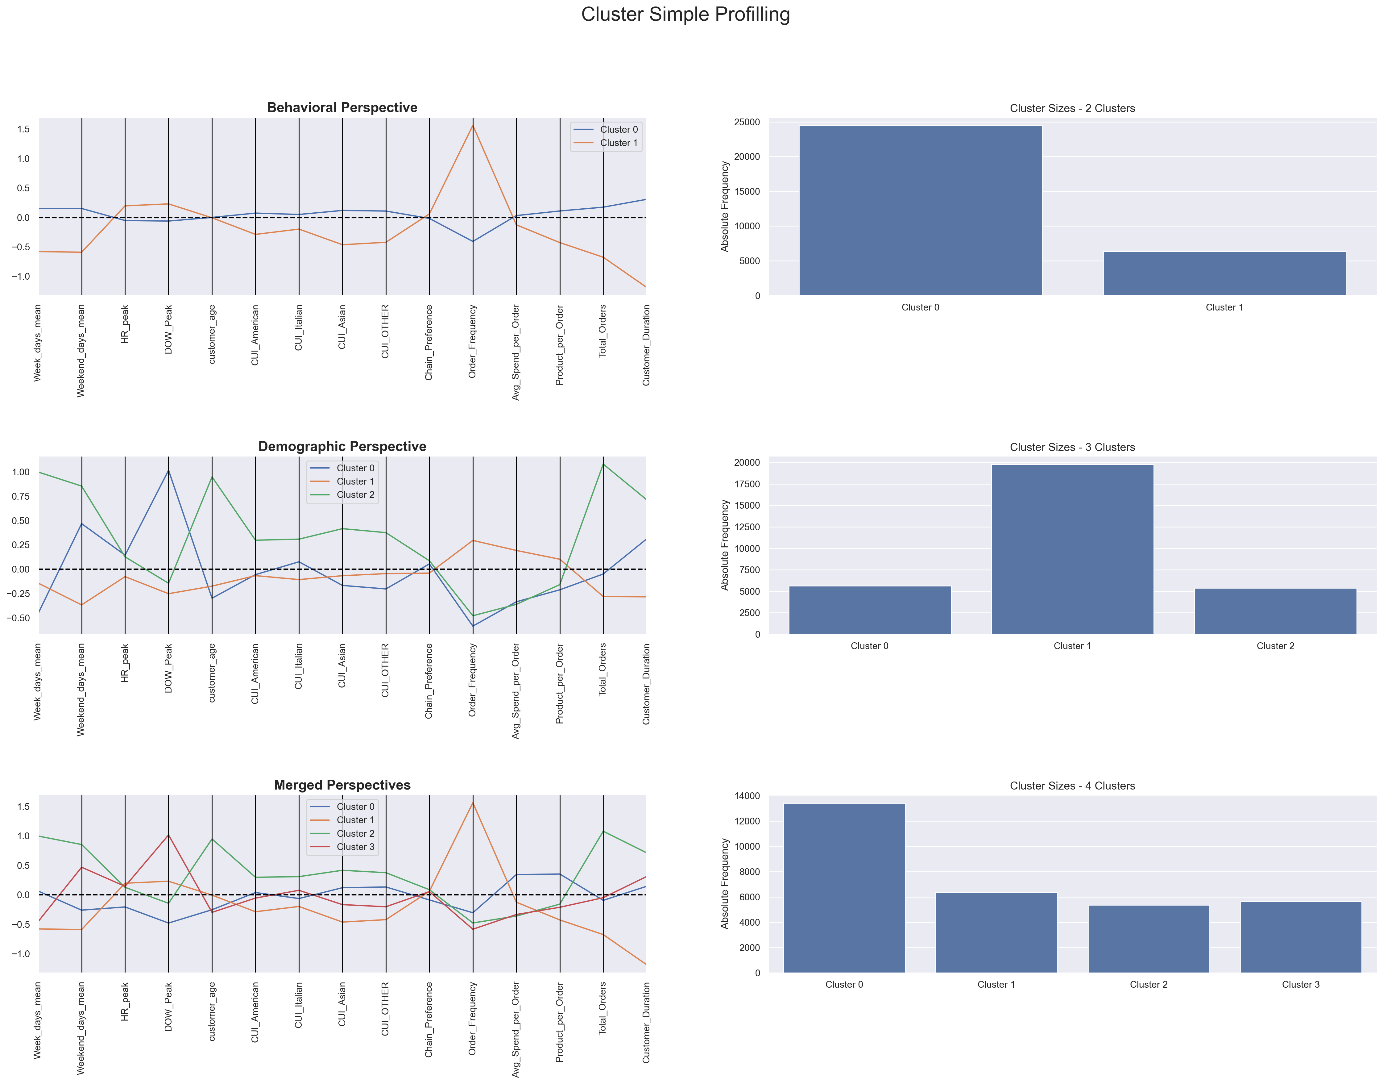 Cluster Simple Profilling
Behavioral Perspective
1.5
1.0
0.5
0.0
−0.5
−1.0
Cluster 0
Cluster 1
Week_days_mean
Weekend_days_mean
HR_peak
DOW_Peak
customer_age
CUI_American
CUI_Italian
CUI_Asian
CUI_OTHER
Chain_Preference
Order_Frequency
Avg_Spend_per_Order
Product_per_Order
Total_Orders
Customer_Duration
Cluster Sizes - 2 Clusters
Absolute Frequency
25000
20000
15000
10000
5000
0
Cluster 0
Cluster 1
Demographic Perspective
1.00
0.75
0.50
0.25
0.00
−0.25
−0.50
Cluster 0
Cluster 1
Cluster 2
Week_days_mean
Weekend_days_mean
HR_peak
DOW_Peak
customer_age
CUI_American
CUI_Italian
CUI_Asian
CUI_OTHER
Chain_Preference
Order_Frequency
Avg_Spend_per_Order
Product_per_Order
Total_Orders
Customer_Duration
Cluster Sizes - 3 Clusters
Absolute Frequency
20000
17500
15000
12500
10000
7500
5000
2500
0
Cluster 0
Cluster 1
Cluster 2
Merged Perspectives
1.5
1.0
0.5
0.0
−0.5
−1.0
Cluster 0
Cluster 1
Cluster 2
Cluster 3
Week_days_mean
Weekend_days_mean
HR_peak
DOW_Peak
customer_age
CUI_American
CUI_Italian
CUI_Asian
CUI_OTHER
Chain_Preference
Order_Frequency
Avg_Spend_per_Order
Product_per_Order
Total_Orders
Customer_Duration
Cluster Sizes - 4 Clusters
Absolute Frequency
14000
12000
10000
8000
6000
4000
2000
0
Cluster 0
Cluster 1
Cluster 2
Cluster 3